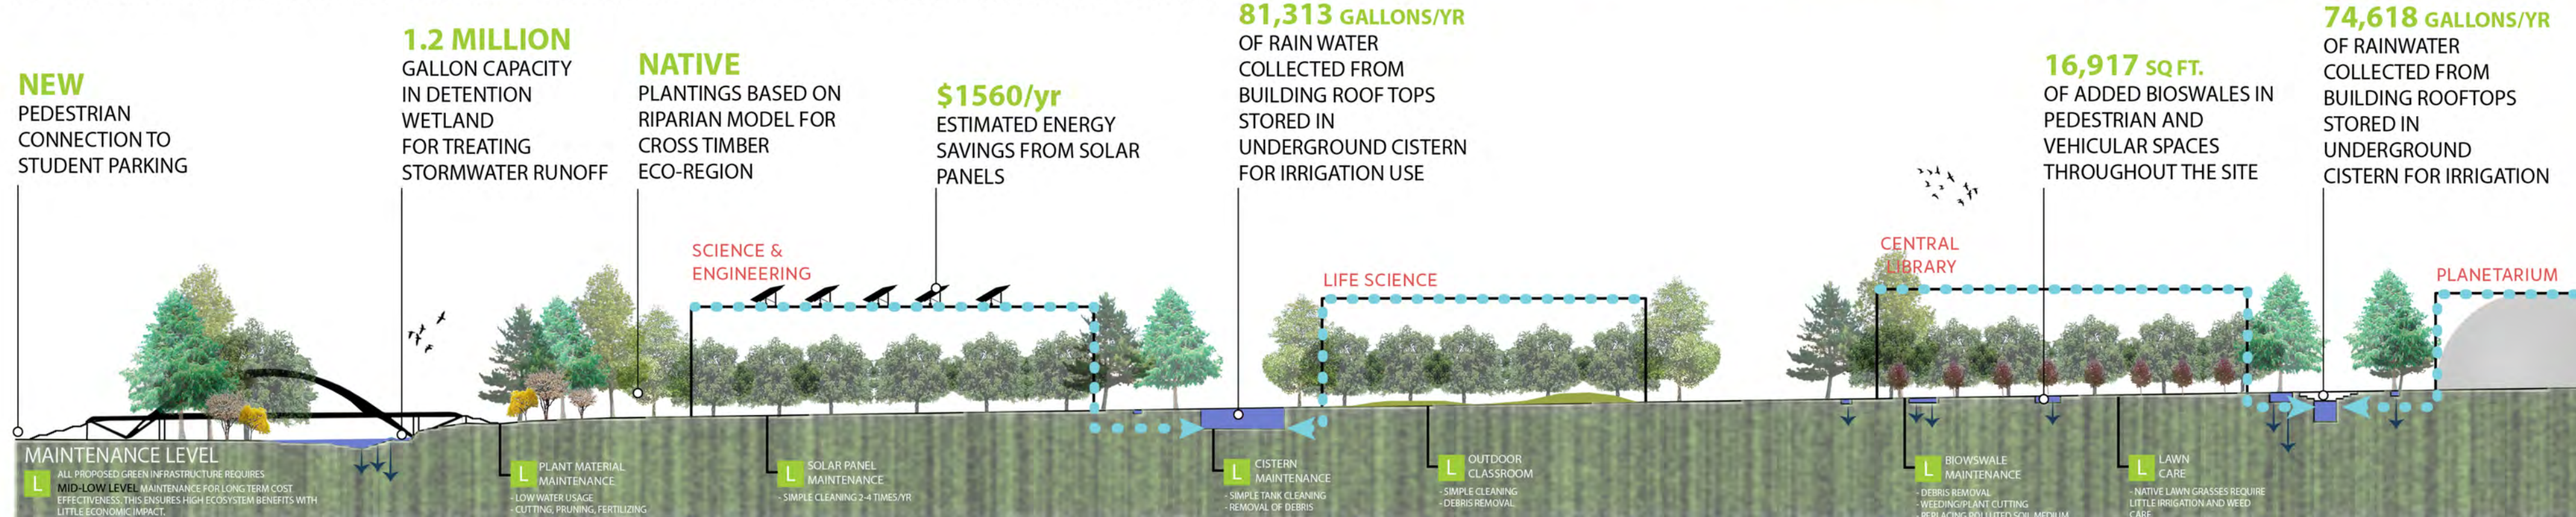 NEW
PEDESTRIAN
CONNECTION TO
STUDENT PARKING
1.2 MILLION
GALLON CAPACITY
IN DETENTION
WETLAND
FOR TREATING
STORMWATER RUNOFF
NATIVE
PLANTINGS BASED ON
RIPARIAN MODEL FOR
CROSS TIMBER
ECO-REGION
$1560/yr
ESTIMATED ENERGY
SAVINGS FROM SOLAR
PANELS
81,313 GALLONS/YR
OF RAIN WATER
COLLECTED FROM
BUILDING ROOF TOPS
STORED IN
UNDERGROUND CISTERN
FOR IRRIGATION USE
16,917 SQ FT.
OF ADDED BIOSWALES IN
PEDESTRIAN AND
VEHICULAR SPACES
THROUGHOUT THE SITE
74,618 GALLONS/YR
OF RAINWATER
COLLECTED FROM
BUILDING ROOFTOPS
STORED IN
UNDERGROUND
CISTERN FOR IRRIGATION
SCIENCE &
ENGINEERING
LIFE SCIENCE
CENTRAL
LIBRARY
PLANETARIUM
MAINTENANCE LEVEL
L
ALL PROPOSED GREEN INFRASTRUCTURE REQUIRES
MID-LOW LEVEL MAINTENANCE FOR LONG TERM COST
EFFECTIVENESS. THIS ENSURES HIGH ECOSYSTEM BENEFITS WITH
LITTLE ECONOMIC IMPACT.
L
PLANT MATERIAL
MAINTENANCE
- LOW WATER USAGE
- CUTTING, PRUNING, FERTILIZING
L
SOLAR PANEL
MAINTENANCE
- SIMPLE CLEANING 2-4 TIMES/YR
L
CISTERN
MAINTENANCE
- SIMPLE TANK CLEANING
- REMOVAL OF DEBRIS
L
OUTDOOR
CLASSROOM
- SIMPLE CLEANING
- DEBRIS REMOVAL
L
BIOWSWALE
MAINTENANCE
- DEBRIS REMOVAL
- WEEDING/PLANT CUTTING
- REPLACING POLLUTED SOIL MEDIUM
L
LAWN
CARE
- NATIVE LAWN GRASSES REQUIRE
LITTLE IRRIGATION AND WEED
CARE